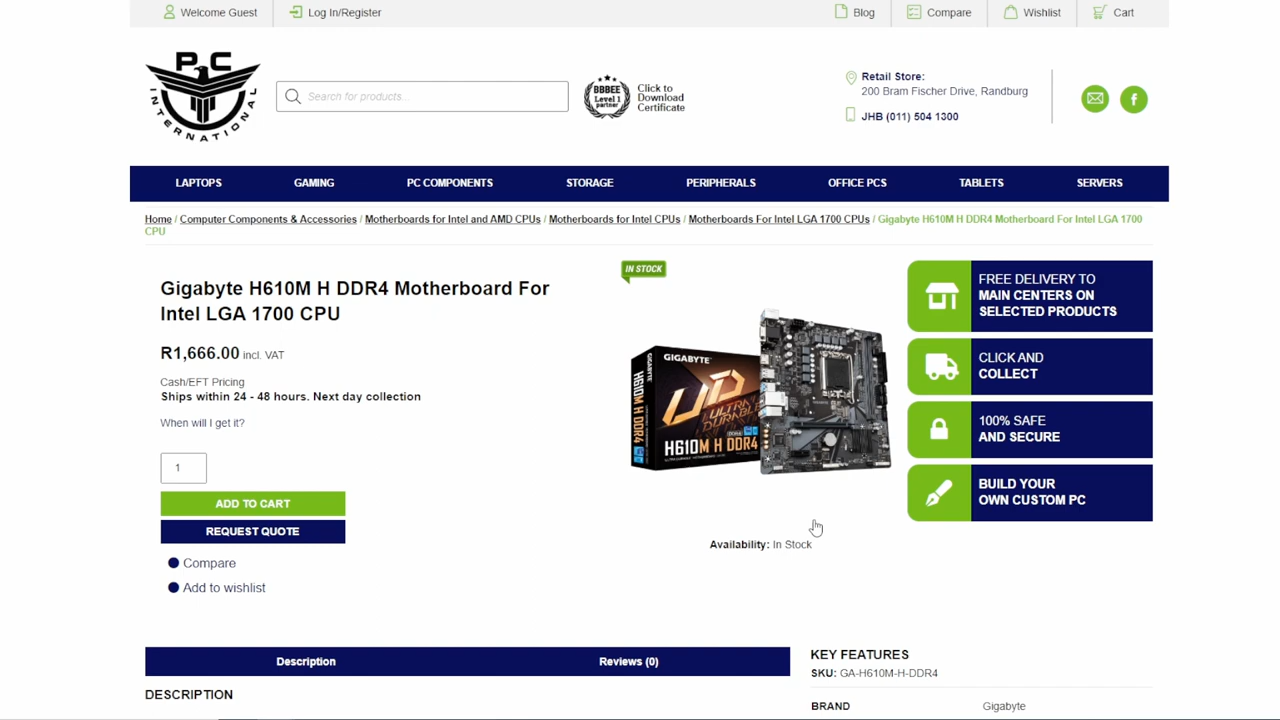 Welcome Guest
Log In/Register
Blog
Compare
Wishlist
Cart
P C
INTERNATIONAL
Search for products...
BBBEE
Level 1
partner
Click to
Download
Certificate
Retail Store:
200 Bram Fischer Drive, Randburg
JHB (011) 504 1300
LAPTOPS
GAMING
PC COMPONENTS
STORAGE
PERIPHERALS
OFFICE PCS
TABLETS
SERVERS
Home / Computer Components & Accessories / Motherboards for Intel and AMD CPUs / Motherboards for Intel CPUs / Motherboards For Intel LGA 1700 CPUs / Gigabyte H610M H DDR4 Motherboard For Intel LGA 1700
CPU
Gigabyte H610M H DDR4 Motherboard For
Intel LGA 1700 CPU
R1,666.00 incl. VAT
Cash/EFT Pricing
Ships within 24 - 48 hours. Next day collection
When will I get it?
1
ADD TO CART
REQUEST QUOTE
Compare
Add to wishlist
IN STOCK
GIGABYTE
UD
ULTRA
DURABLE
H610M H DDR4
H610M H DDR4
Availability: In Stock
FREE DELIVERY TO
MAIN CENTERS ON
SELECTED PRODUCTS
CLICK AND
COLLECT
100% SAFE
AND SECURE
BUILD YOUR
OWN CUSTOM PC
Description
Reviews (0)
DESCRIPTION
KEY FEATURES
SKU: GA-H610M-H-DDR4
BRAND
Gigabyte